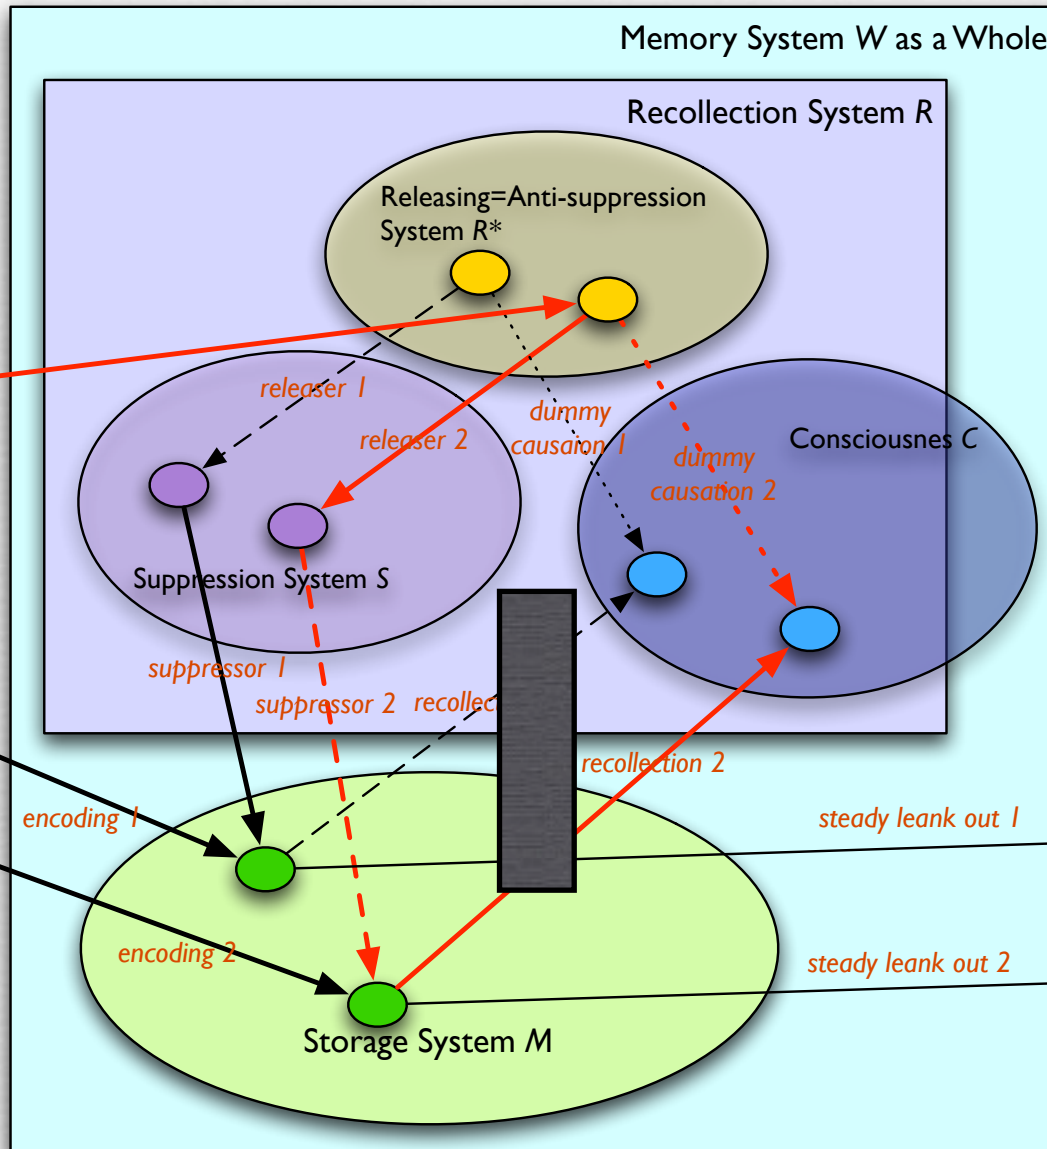 Memory System W as a Whole
Recollection System R
Releasing=Anti-suppression
System R*
releaser 1
releaser 2
dummy
causaion 1
dummy
causation 2
Consciousnes C
Suppression System S
suppressor 1
suppressor 2
recollect
recollection 2
encoding 1
steady leank out 1
encoding 2
steady leank out 2
Storage System M